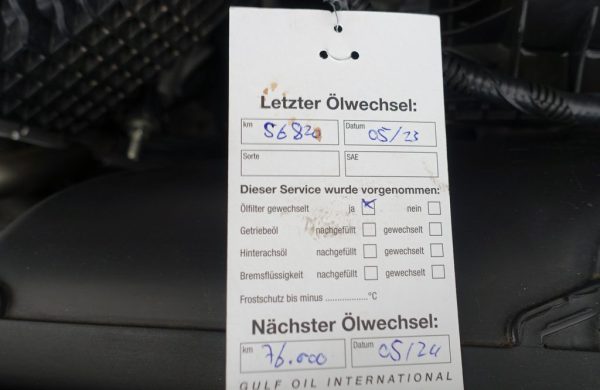 Letzter Ölwechsel:
km 56820 Datum 05/23
Sorte SAE
Dieser Service wurde vorgenommen:
Ölfilter gewechselt ja nein
Getriebeöl nachgefüllt gewechselt
Hinterachsöl nachgefüllt gewechselt
Bremsflüssigkeit nachgefüllt gewechselt
Frostschutz bis minus ..................°C
Nächster Ölwechsel:
km 76.000 Datum 05/24
GULF OIL INTERNATIONAL